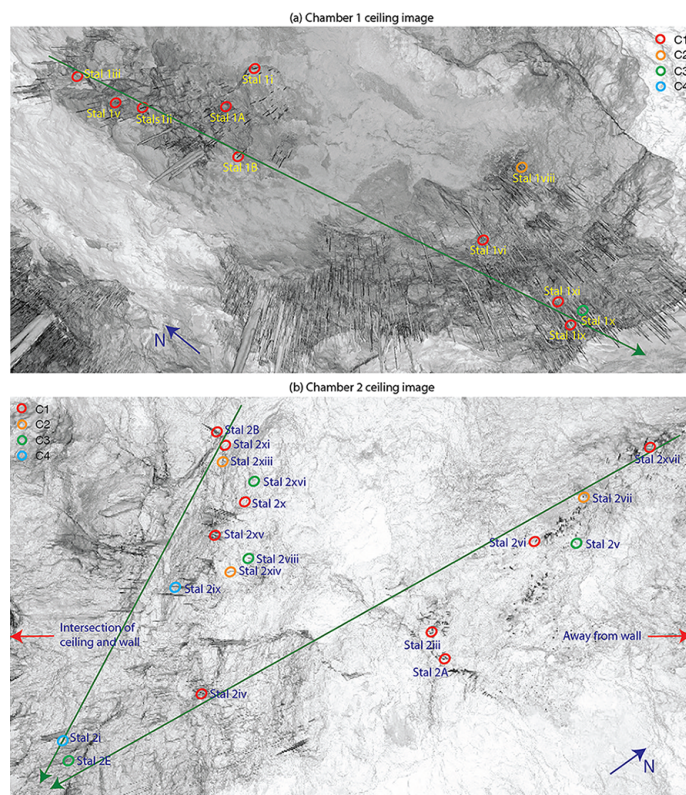 (a) Chamber 1 ceiling image
C1
C2
C3
C4
Stal 1iii
Stal 1i
Stal 1v
Stals1ii
Stal 1A
Stal 1B
Stal 1viii
Stal 1vi
Stal 1xi
Stal 1x
Stal 1ix
N
(b) Chamber 2 ceiling image
C1
C2
C3
C4
Stal 2B
Stal 2xi
Stal 2xiii
Stal 2xvi
Stal 2x
Stal 2xv
Stal 2viii
Stal 2xiv
Stal 2ix
Stal 2xvii
Stal 2vii
Stal 2vi
Stal 2v
Intersection of
ceiling and wall
Away from wall
Stal 2iii
Stal 2A
Stal 2iv
Stal 2i
Stal 2E
N